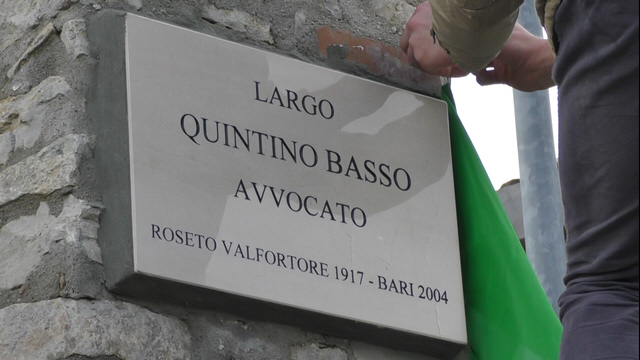 LARGO
QUINTINO BASSO
AVVOCATO
ROSETO VALFORTORE 1917 - BARI 2004